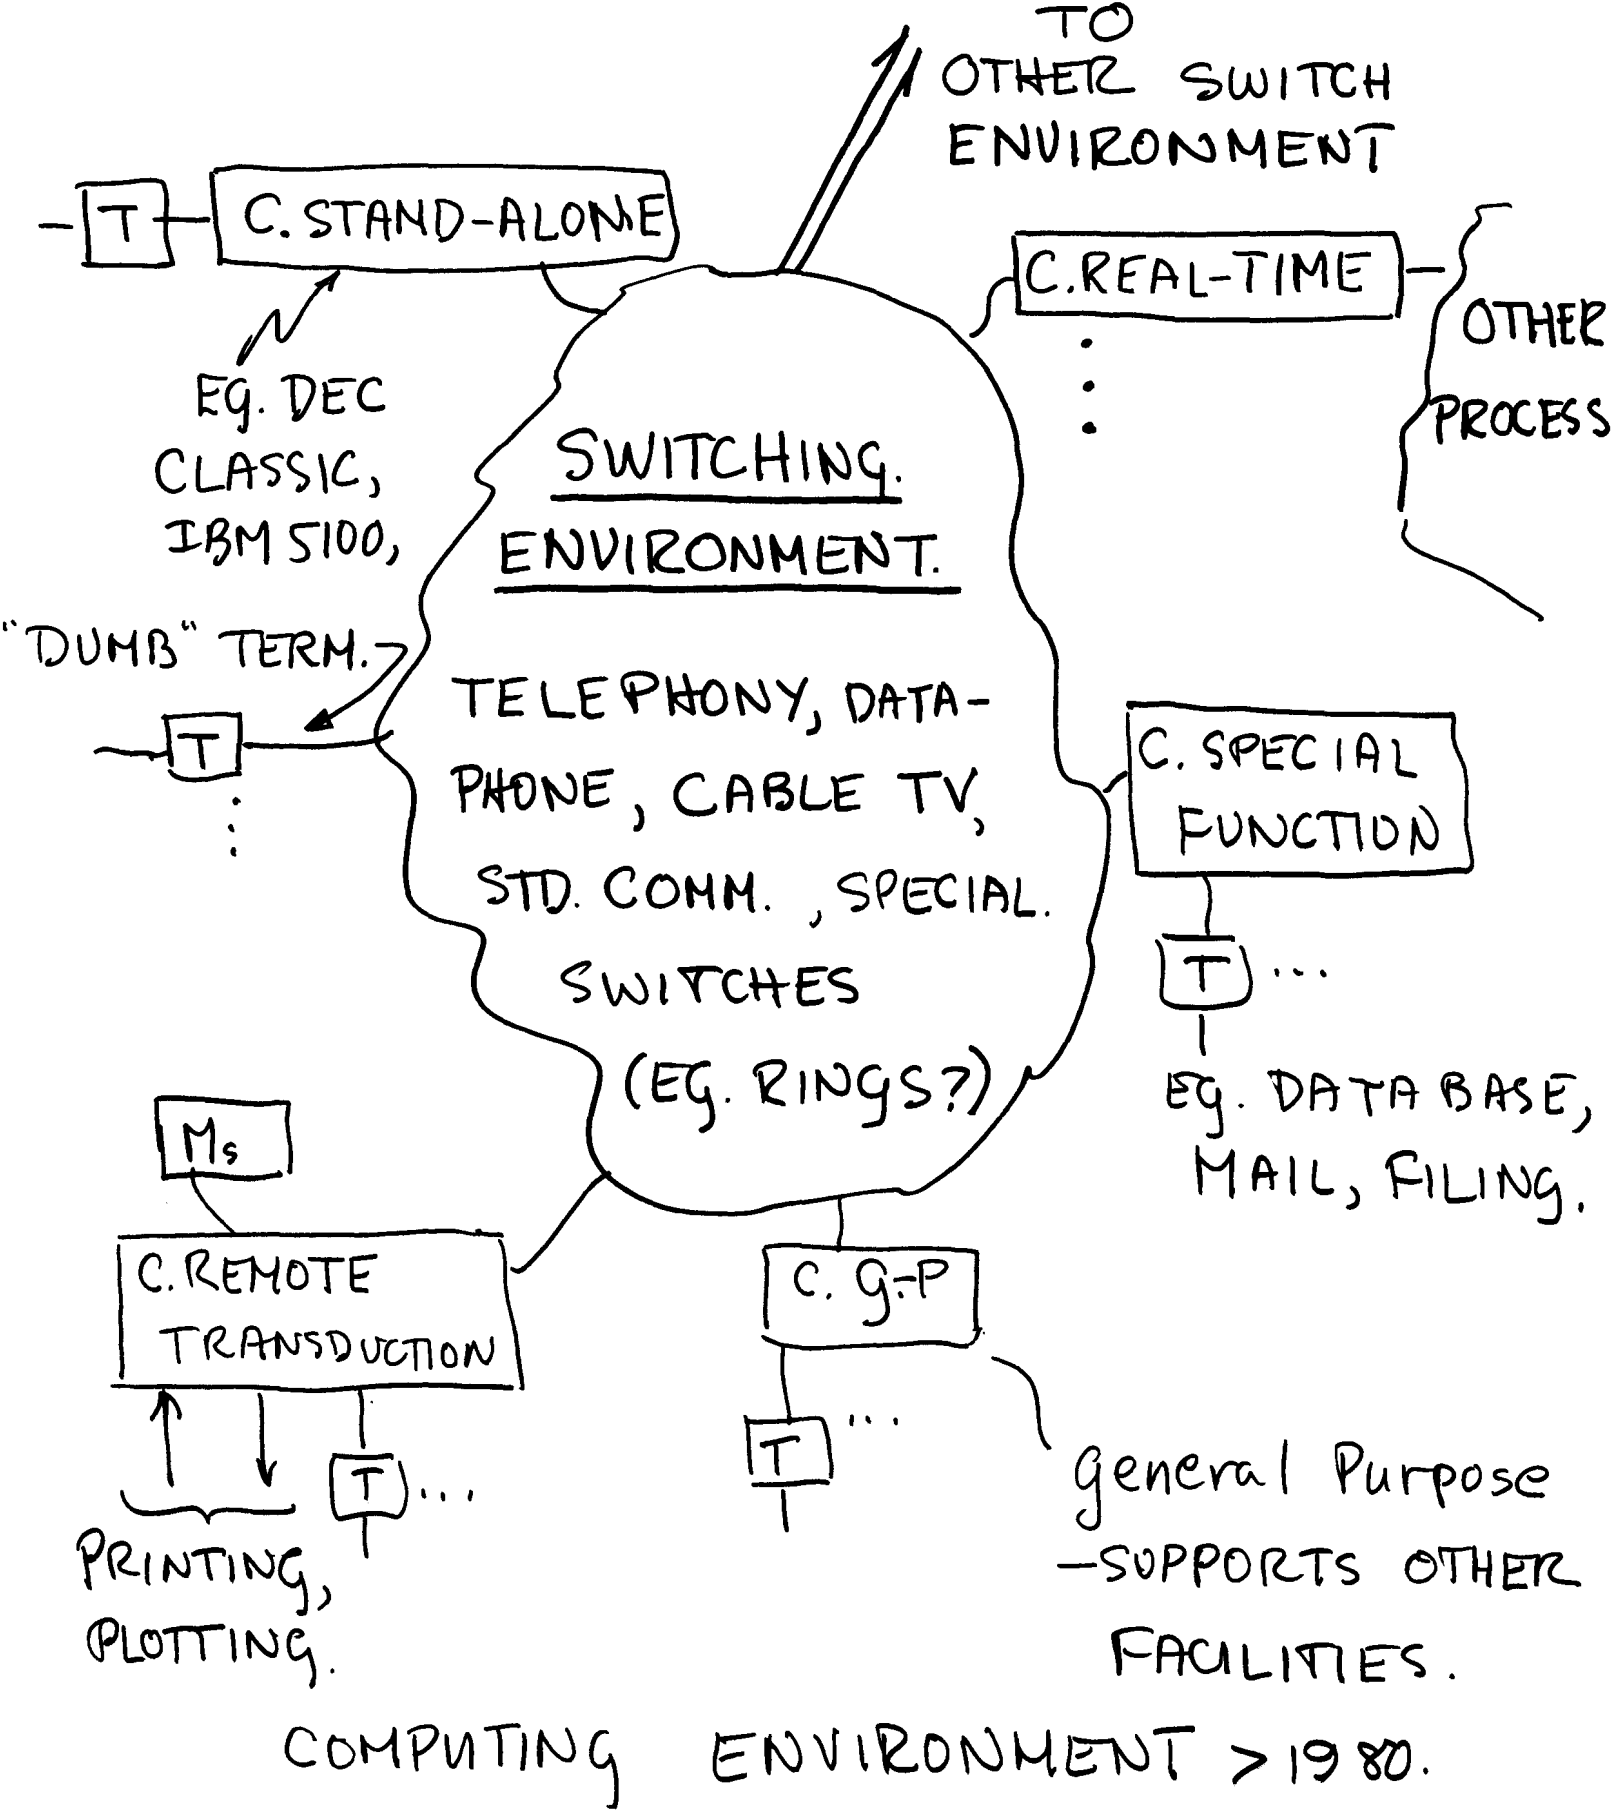 TO
OTHER SWITCH
ENVIRONMENT
T
C. STAND-ALONE
C. REAL-TIME
OTHER
PROCESS
EG. DEC
CLASSIC,
IBM 5100,
"DUMB" TERM.
T
SWITCHING.
ENVIRONMENT.
TELEPHONY, DATA-
PHONE, CABLE TV,
STD. COMM., SPECIAL.
SWITCHES
(EG. RINGS?)
C. SPECIAL
FUNCTION
T ...
EG. DATA BASE,
MAIL, FILING.
Ms
C. REMOTE
TRANSDUCTION
T ...
PRINTING,
PLOTTING.
C. G-P
T ...
General Purpose
-SUPPORTS OTHER
FACILITIES.
COMPUTING ENVIRONMENT > 1980.